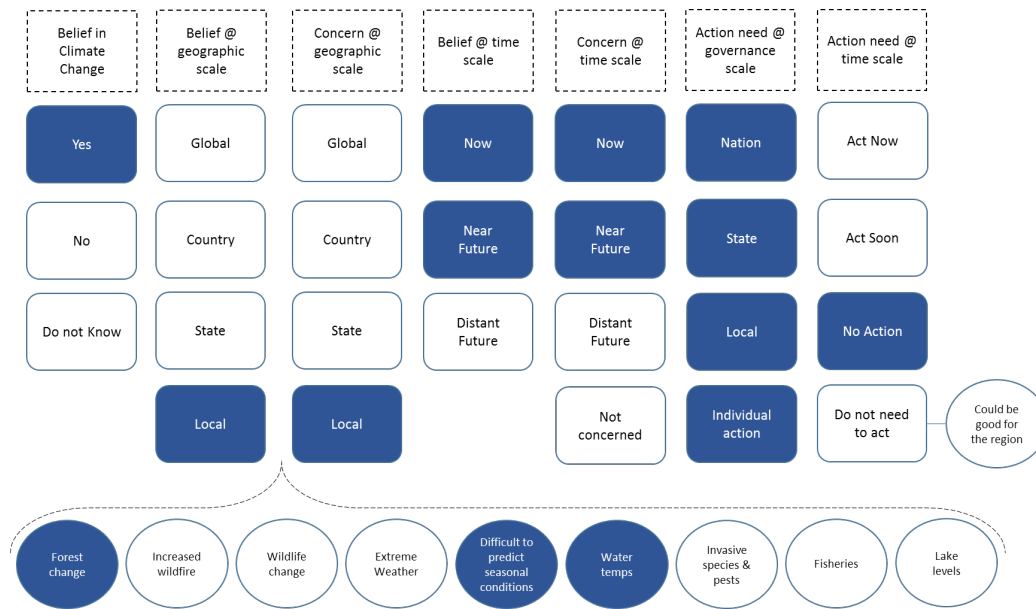 Belief in
Climate
Change
Belief @
geographic
scale
Concern @
geographic
scale
Belief @ time
scale
Concern @
time scale
Action need @
governance
scale
Action need @
time scale
Yes
Global
Global
Now
Now
Nation
Act Now
No
Country
Country
Near
Future
Near
Future
State
Act Soon
Do not Know
State
State
Distant
Future
Distant
Future
Local
No Action
Local
Local
Not
concerned
Individual
action
Do not need
to act
Could be
good for
the region
Forest
change
Increased
wildfire
Wildlife
change
Extreme
Weather
Difficult to
predict
seasonal
conditions
Water
temps
Invasive
species &
pests
Fisheries
Lake
levels